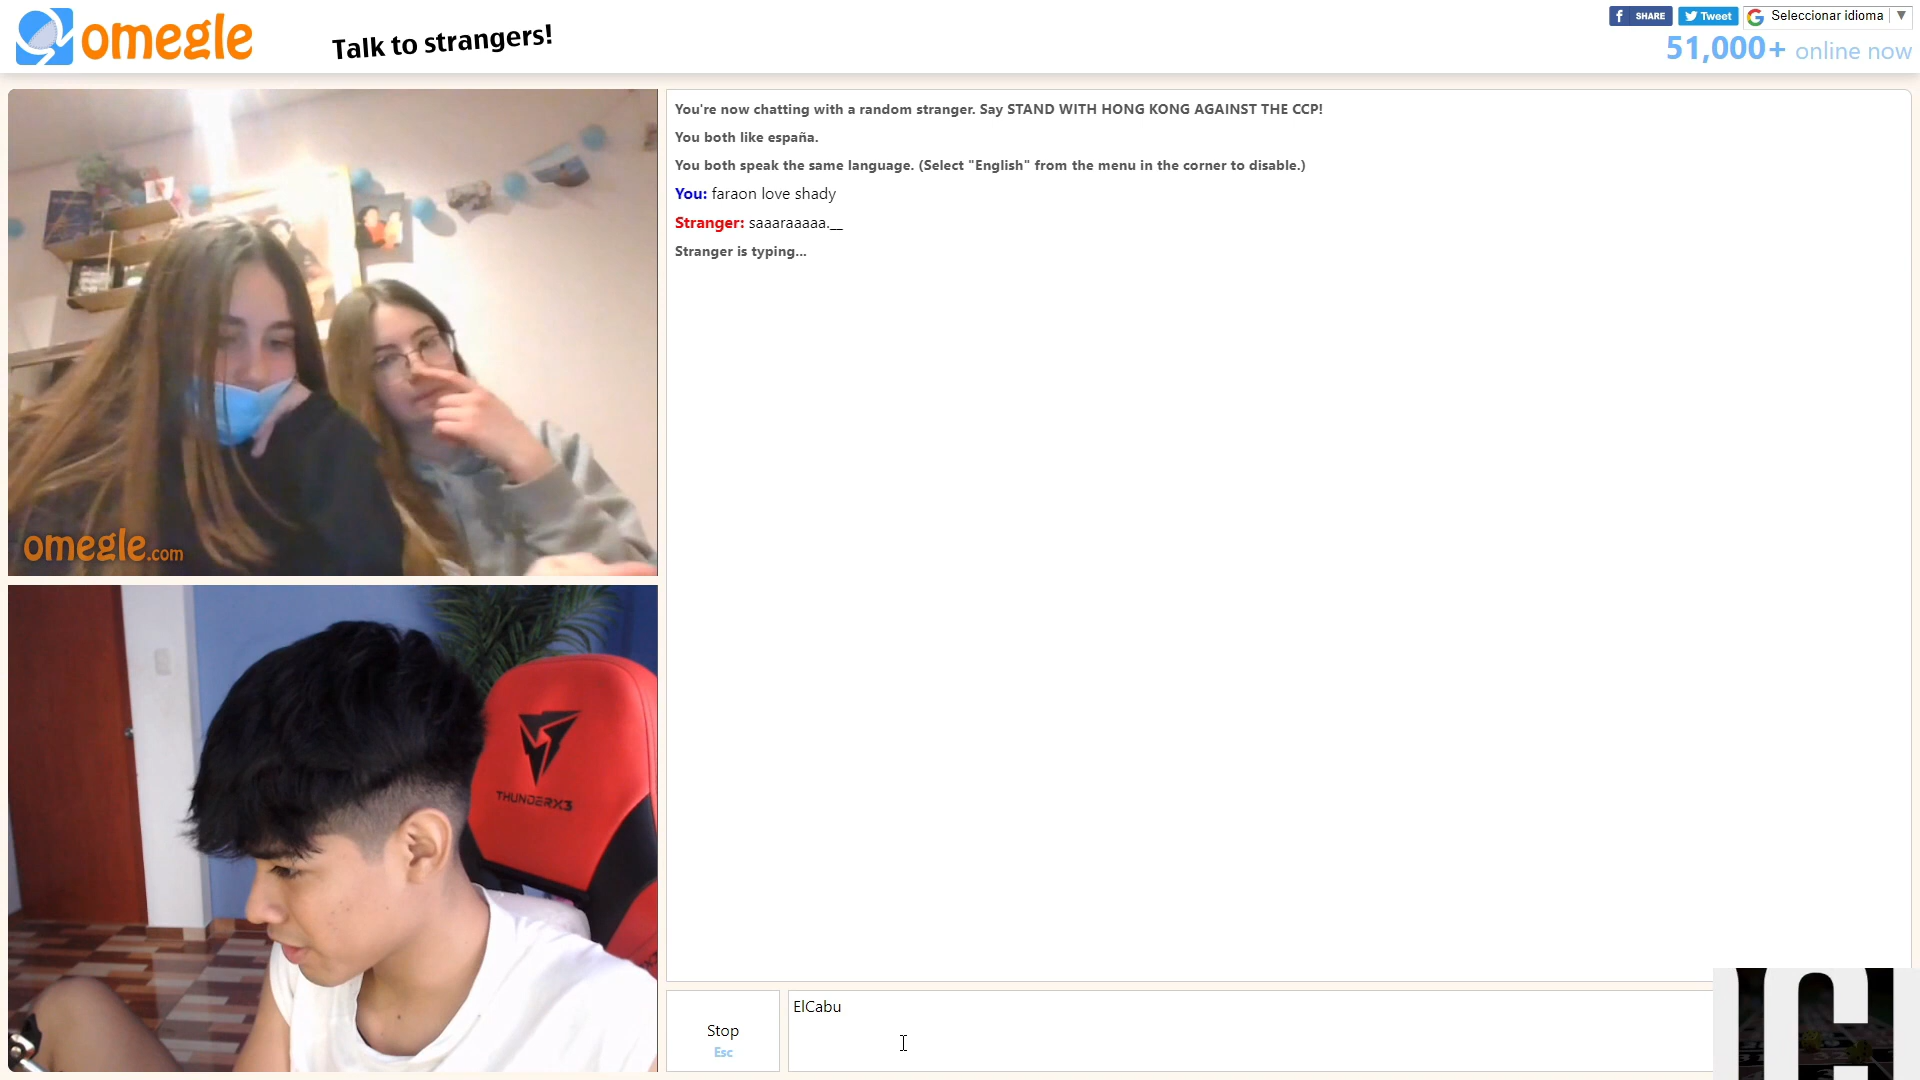 omegle
Talk to strangers!
SHARE
Tweet
Seleccionar idioma
51,000+ online now
You're now chatting with a random stranger. Say STAND WITH HONG KONG AGAINST THE CCP!
You both like españa.
You both speak the same language. (Select "English" from the menu in the corner to disable.)
You: faraon love shady
Stranger: saaaraaaaa.__
Stranger is typing...
omegle.com
THUNDERX3
Stop
Esc
ElCabu